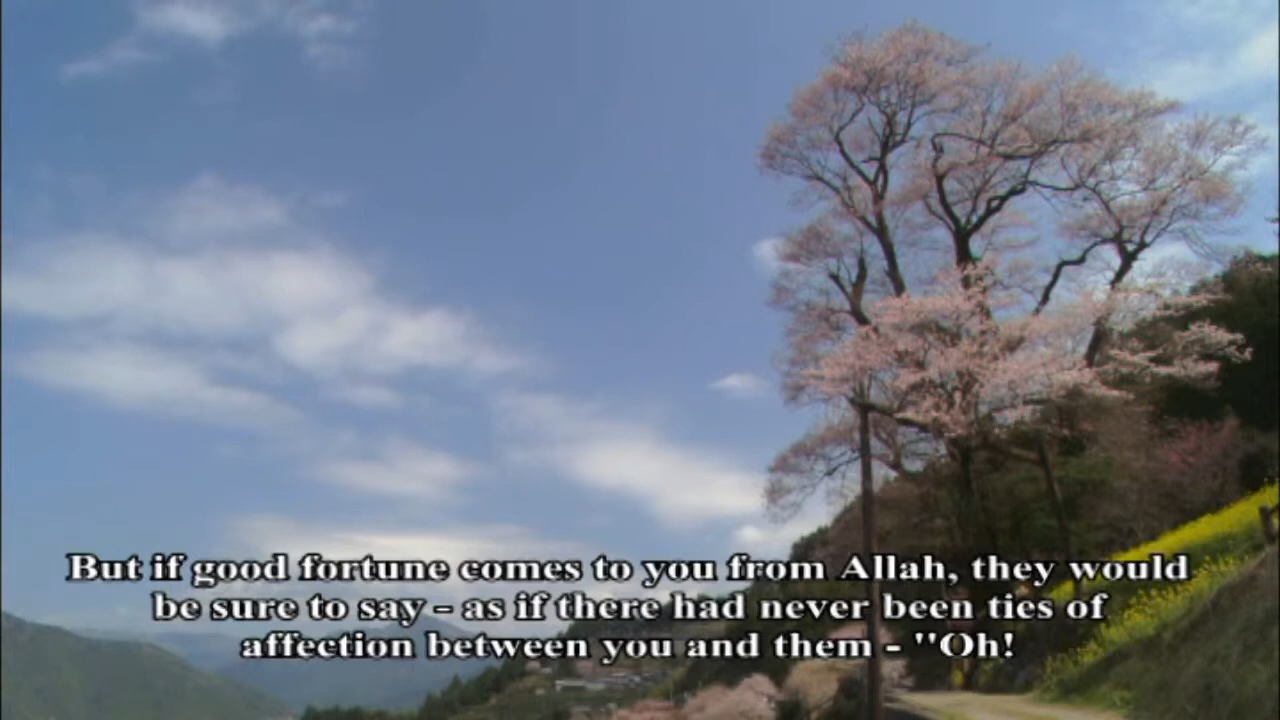 But if good fortune comes to you from Allah, they would
be sure to say - as if there had never been ties of
affection between you and them - "Oh!